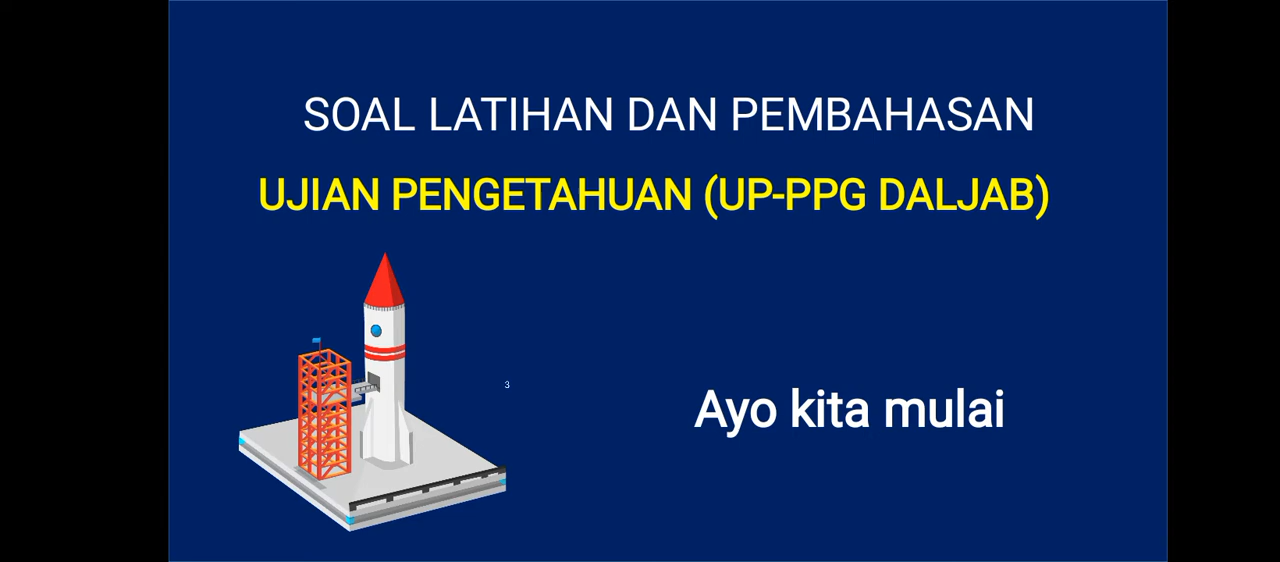 SOAL LATIHAN DAN PEMBAHASAN
UJIAN PENGETAHUAN (UP-PPG DALJAB)
3
Ayo kita mulai